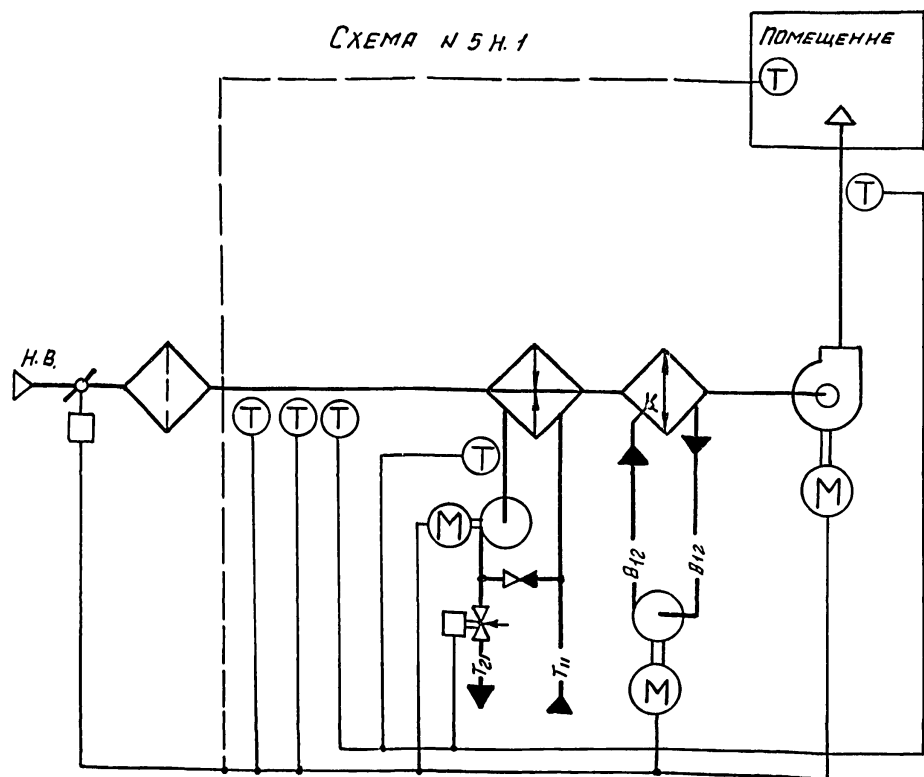 СХЕМА N 5 Н.1
ПОМЕЩЕНИЕ
Т
Т
Н.В.
К
Т
Т
Т
Т
М
М
В12
В12
Т21
Т11
М